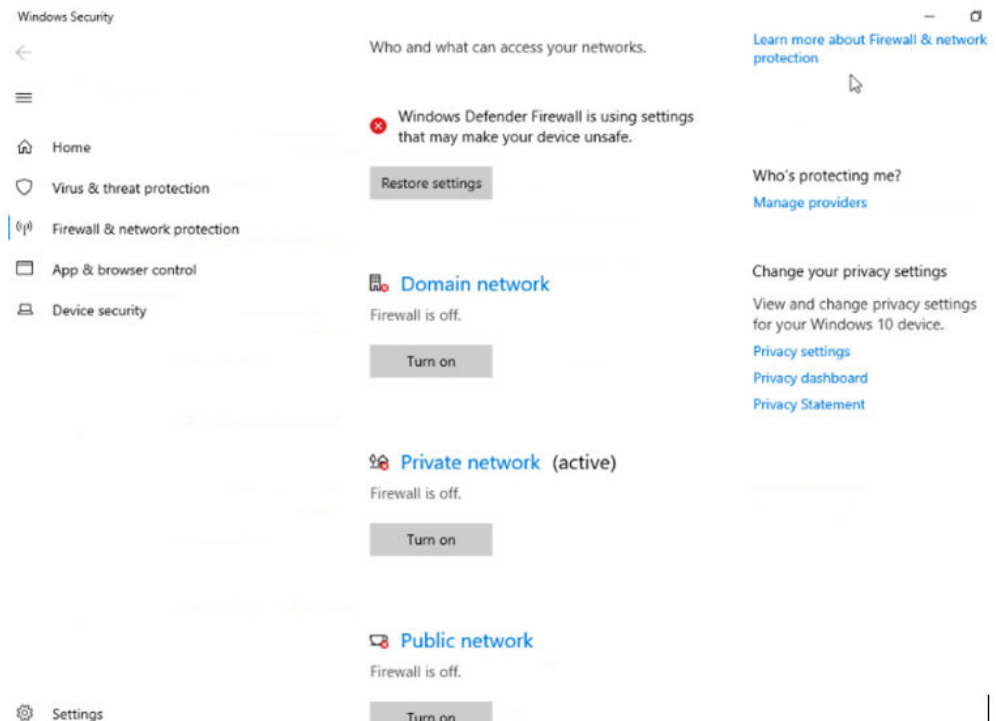 Windows Security
Home
Virus & threat protection
Firewall & network protection
App & browser control
Device security
Settings
Who and what can access your networks.
Windows Defender Firewall is using settings
that may make your device unsafe.
Restore settings
Domain network
Firewall is off.
Turn on
Private network (active)
Firewall is off.
Turn on
Public network
Firewall is off.
Turn on
Learn more about Firewall & network
protection
Who's protecting me?
Manage providers
Change your privacy settings
View and change privacy settings
for your Windows 10 device.
Privacy settings
Privacy dashboard
Privacy Statement